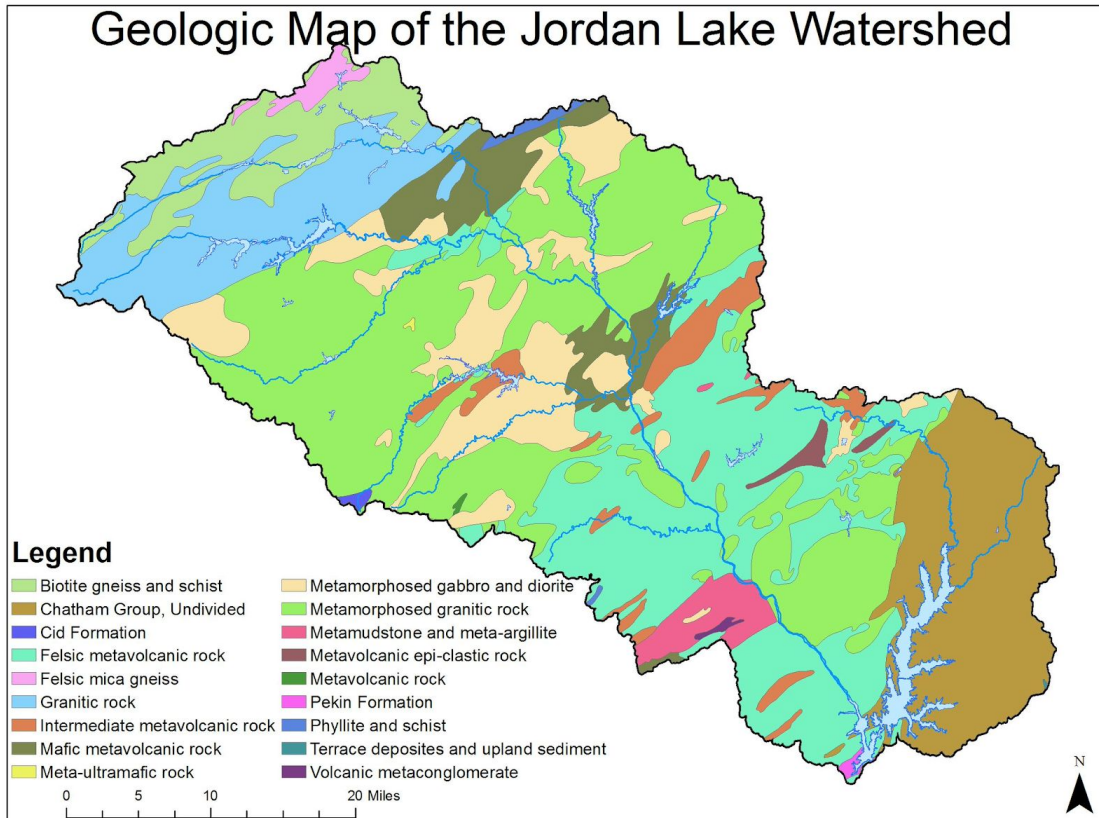 Geologic Map of the Jordan Lake Watershed
Legend
Biotite gneiss and schist
Chatham Group, Undivided
Cid Formation
Felsic metavolcanic rock
Felsic mica gneiss
Granitic rock
Intermediate metavolcanic rock
Mafic metavolcanic rock
Meta-ultramafic rock
Metamorphosed gabbro and diorite
Metamorphosed granitic rock
Metamudstone and meta-argillite
Metavolcanic epi-clastic rock
Metavolcanic rock
Pekin Formation
Phyllite and schist
Terrace deposites and upland sediment
Volcanic metaconglomerate
0 5 10 20 Miles
N